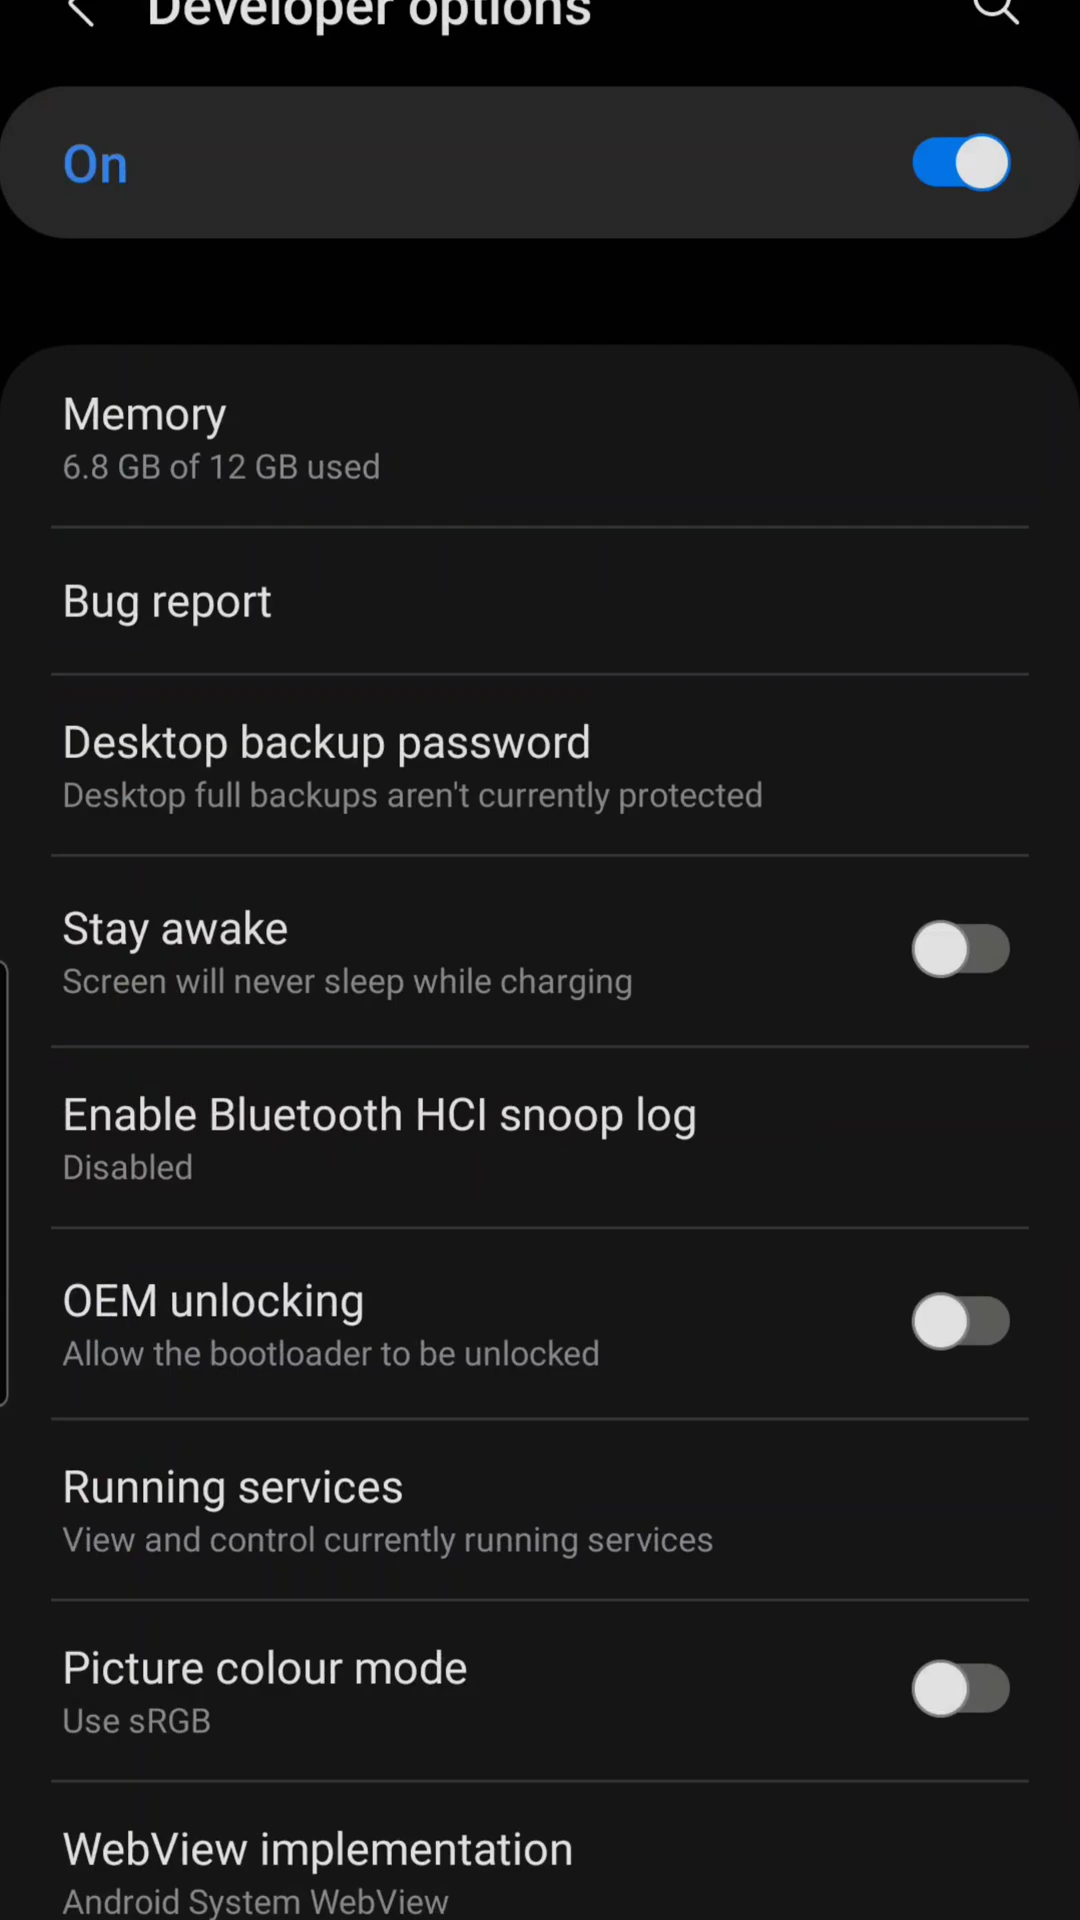 Developer options
On
Memory
6.8 GB of 12 GB used
Bug report
Desktop backup password
Desktop full backups aren't currently protected
Stay awake
Screen will never sleep while charging
Enable Bluetooth HCI snoop log
Disabled
OEM unlocking
Allow the bootloader to be unlocked
Running services
View and control currently running services
Picture colour mode
Use sRGB
WebView implementation
Android System WebView